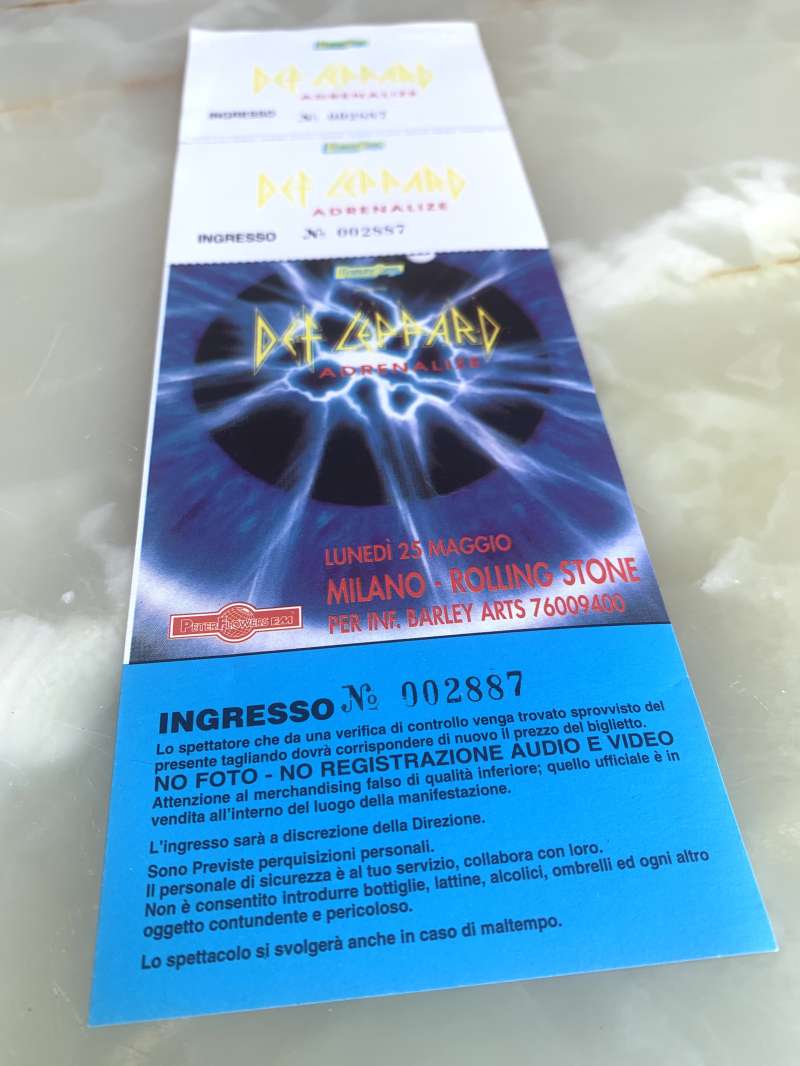 DEF LEPPARD
ADRENALIZE
INGRESSO № 002887
DEF LEPPARD
ADRENALIZE
INGRESSO № 002887
DEF LEPPARD
ADRENALIZE
LUNEDÌ 25 MAGGIO
MILANO - ROLLING STONE
PETER FLOWERS FM
PER INF. BARLEY ARTS 76009400
INGRESSO № 002887
Lo spettatore che da una verifica di controllo venga trovato sprovvisto del
presente tagliando dovrà corrispondere di nuovo il prezzo del biglietto.
NO FOTO - NO REGISTRAZIONE AUDIO E VIDEO
Attenzione al merchandising falso di qualità inferiore; quello ufficiale è in
vendita all'interno del luogo della manifestazione.
L'ingresso sarà a discrezione della Direzione.
Sono Previste perquisizioni personali.
Il personale di sicurezza è al tuo servizio, collabora con loro.
Non è consentito introdurre bottiglie, lattine, alcolici, ombrelli ed ogni altro
oggetto contundente e pericoloso.
Lo spettacolo si svolgerà anche in caso di maltempo.